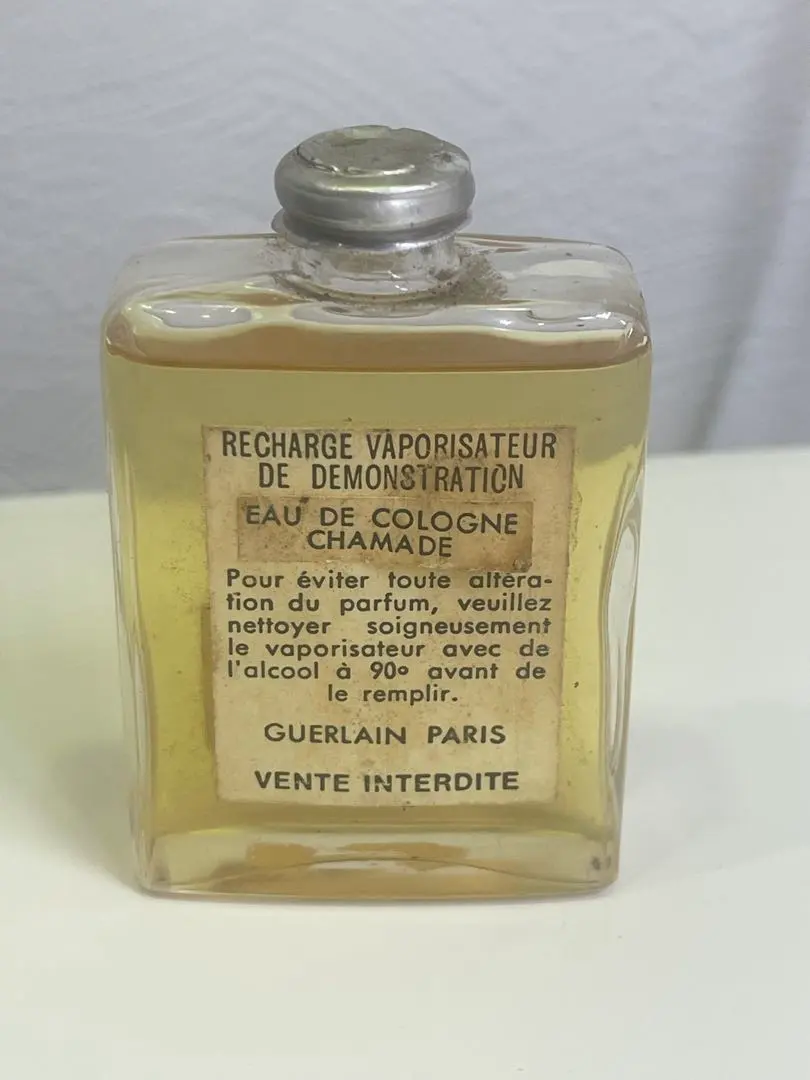 RECHARGE VAPORISATEUR
DE DEMONSTRATION
EAU DE COLOGNE
CHAMADE
Pour éviter toute altéra-
tion du parfum, veuillez
nettoyer soigneusement
le vaporisateur avec de
l'alcool à 90° avant de
le remplir.
GUERLAIN PARIS
VENTE INTERDITE